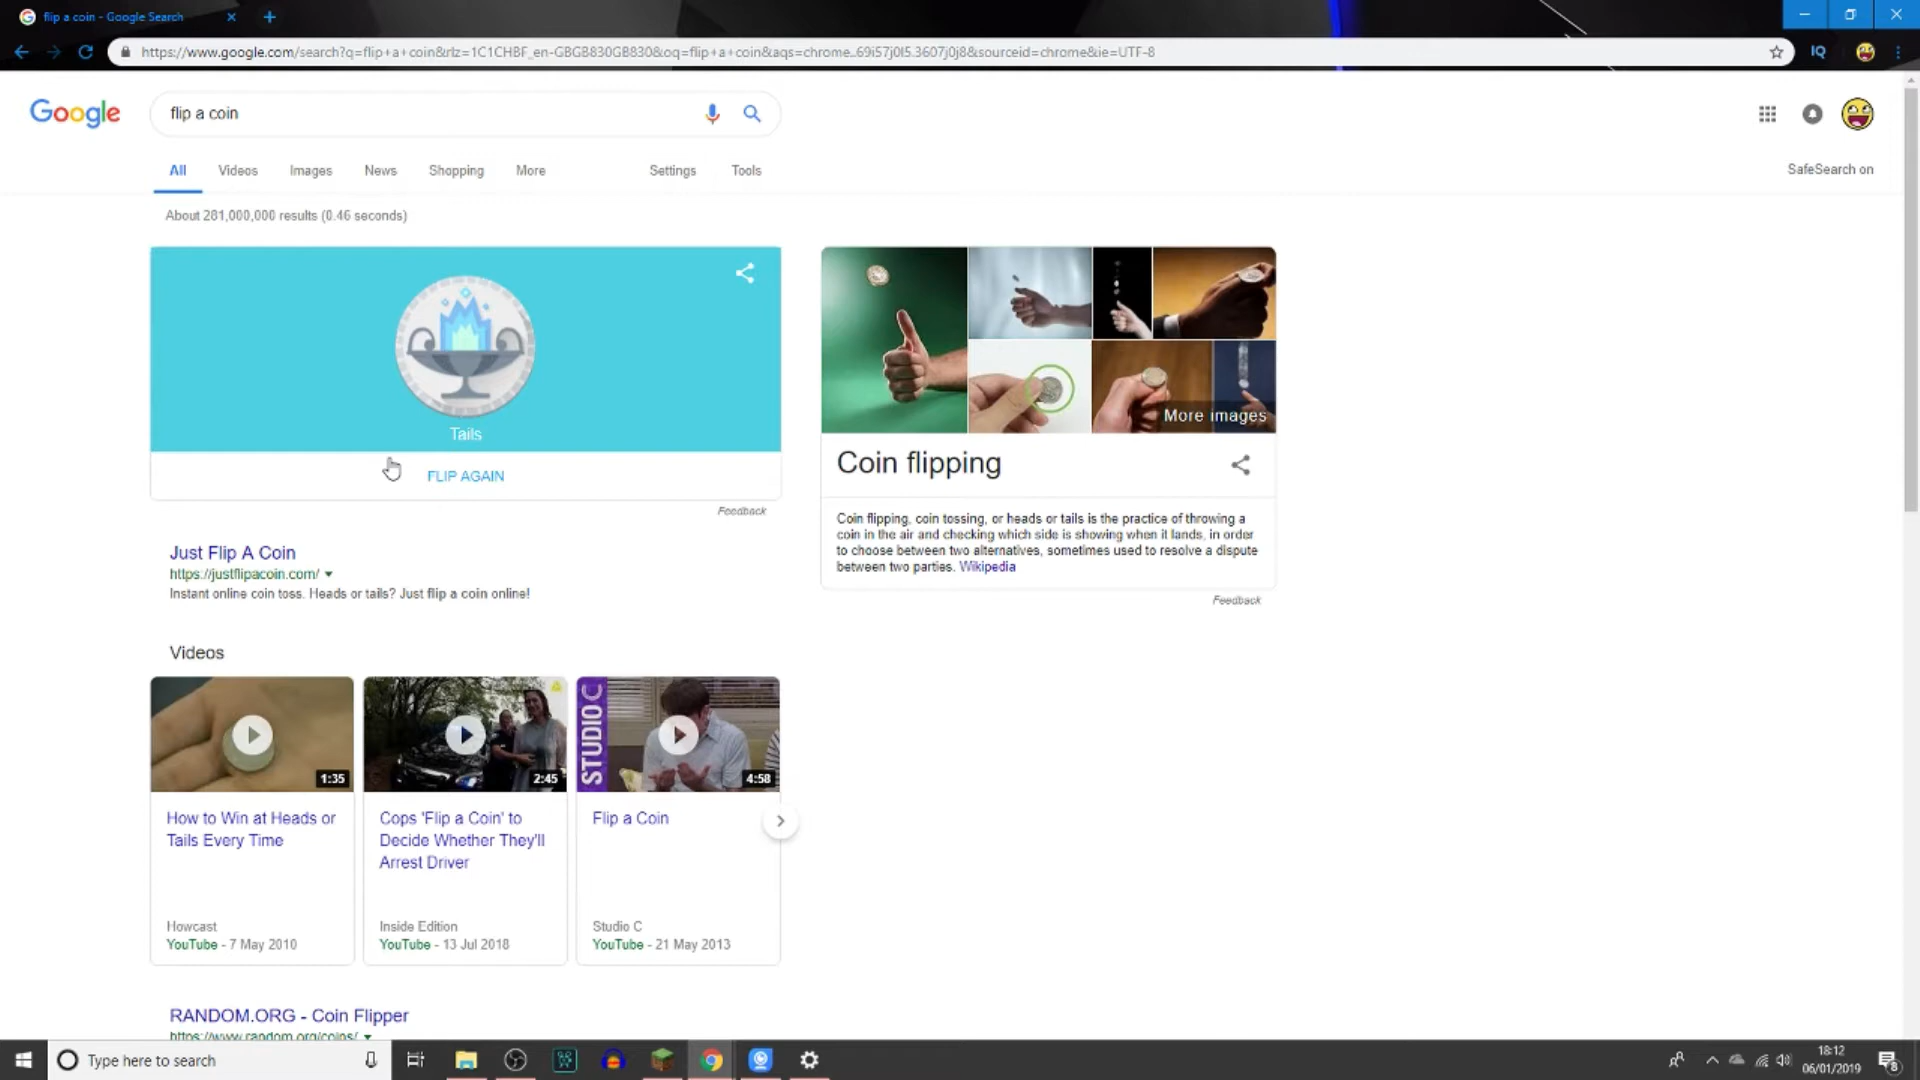 flip a coin - Google Search
https://www.google.com/search?q=flip+a+coin&rlz=1C1CHBF_en-GBGB830GB830&oq=flip+a+coin&aqs=chrome..69i57j0l5.3607j0j8&sourceid=chrome&ie=UTF-8
IQ
Google
flip a coin
All Videos Images News Shopping More Settings Tools
SafeSearch on
About 281,000,000 results (0.46 seconds)
Tails
FLIP AGAIN
Feedback
More images
Coin flipping
Coin flipping, coin tossing, or heads or tails is the practice of throwing a
coin in the air and checking which side is showing when it lands, in order
to choose between two alternatives, sometimes used to resolve a dispute
between two parties. Wikipedia
Feedback
Just Flip A Coin
https://justflipacoin.com/
Instant online coin toss. Heads or tails? Just flip a coin online!
Videos
1:35
How to Win at Heads or
Tails Every Time
Howcast
YouTube - 7 May 2010
2:45
Cops 'Flip a Coin' to
Decide Whether They'll
Arrest Driver
Inside Edition
YouTube - 13 Jul 2018
STUDIO C
4:58
Flip a Coin
Studio C
YouTube - 21 May 2013
RANDOM.ORG - Coin Flipper
https://www.random.org/coins/
Type here to search
18:12
06/01/2019
8